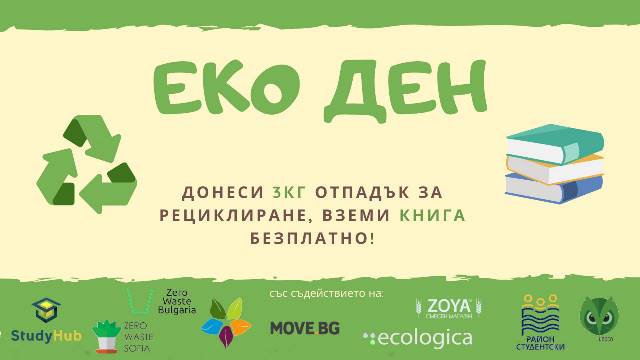 ЕКО ДЕН
ДОНЕСИ 3КГ ОТПАДЪК ЗА
РЕЦИКЛИРАНЕ, ВЗЕМИ КНИГА
БЕЗПЛАТНО!
със съдействието на:
StudyHub
Zero
Waste
Bulgaria
ZERO
WASTE
SOFIA
MOVE BG
ZOYA
ecologica
РАЙОН
СТУДЕНТСКИ